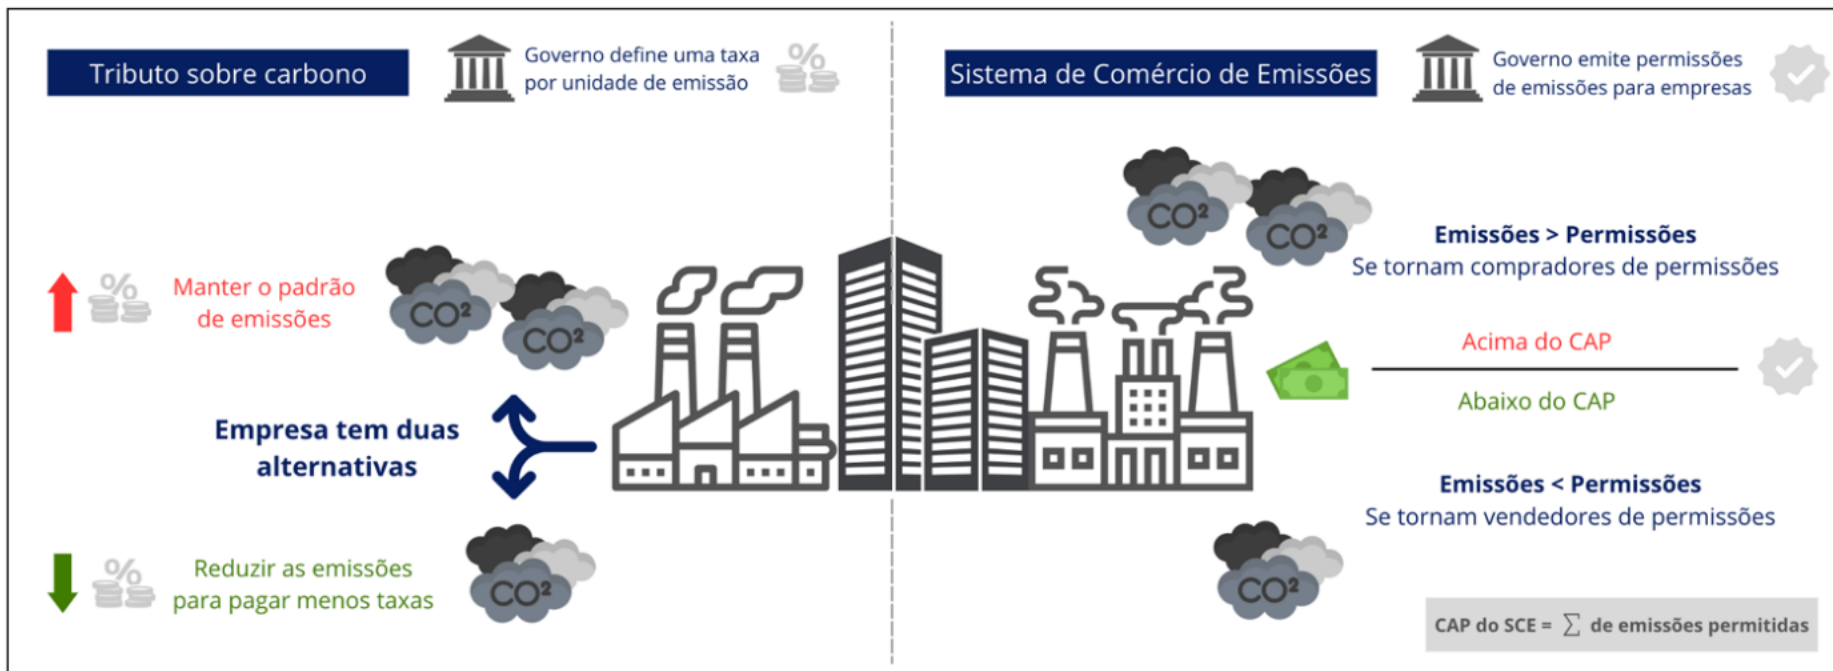 Tributo sobre carbono
Governo define uma taxa
por unidade de emissão
%
%
Manter o padrão
de emissões
CO²
CO²
Empresa tem duas
alternativas
%
Reduzir as emissões
para pagar menos taxas
CO²
Sistema de Comércio de Emissões
Governo emite permissões
de emissões para empresas
CO²
CO²
Emissões > Permissões
Se tornam compradores de permissões
Acima do CAP
Abaixo do CAP
Emissões < Permissões
Se tornam vendedores de permissões
CO²
CAP do SCE = ∑ de emissões permitidas